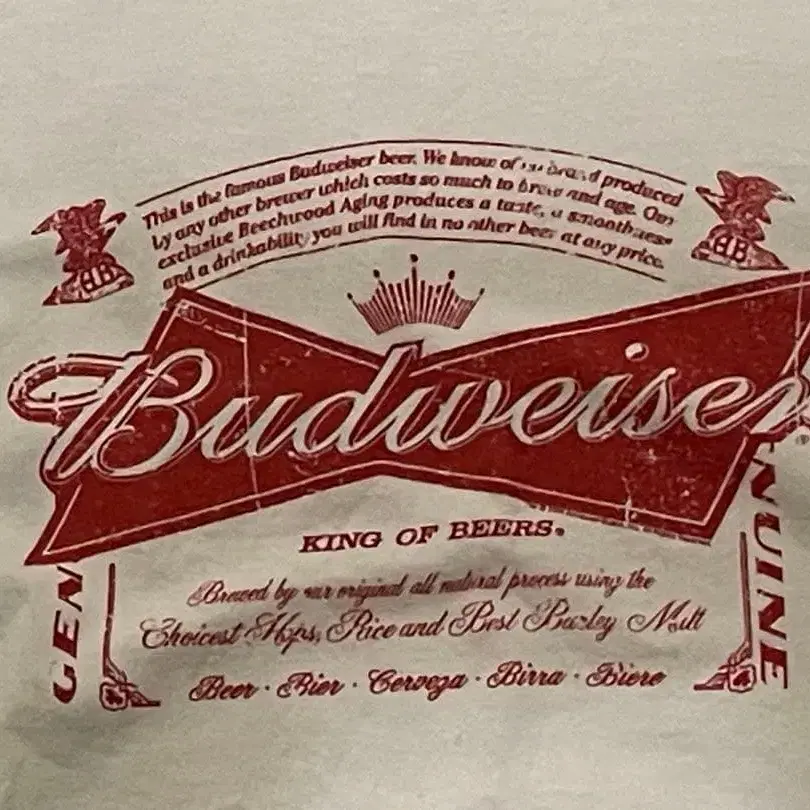 This is the famous Budweiser beer. We know of no brand produced
by any other brewer which costs so much to brew and age. Our
exclusive Beechwood Aging produces a taste, a smoothness
and a drinkability you will find in no other beer at any price.
AB
AB
Budweiser
KING OF BEERS®
GEN
NUINE
Brewed by our original all natural process using the
Choicest Hops, Rice and Best Barley Malt
Beer · Bier · Cerveza · Birra · Biere